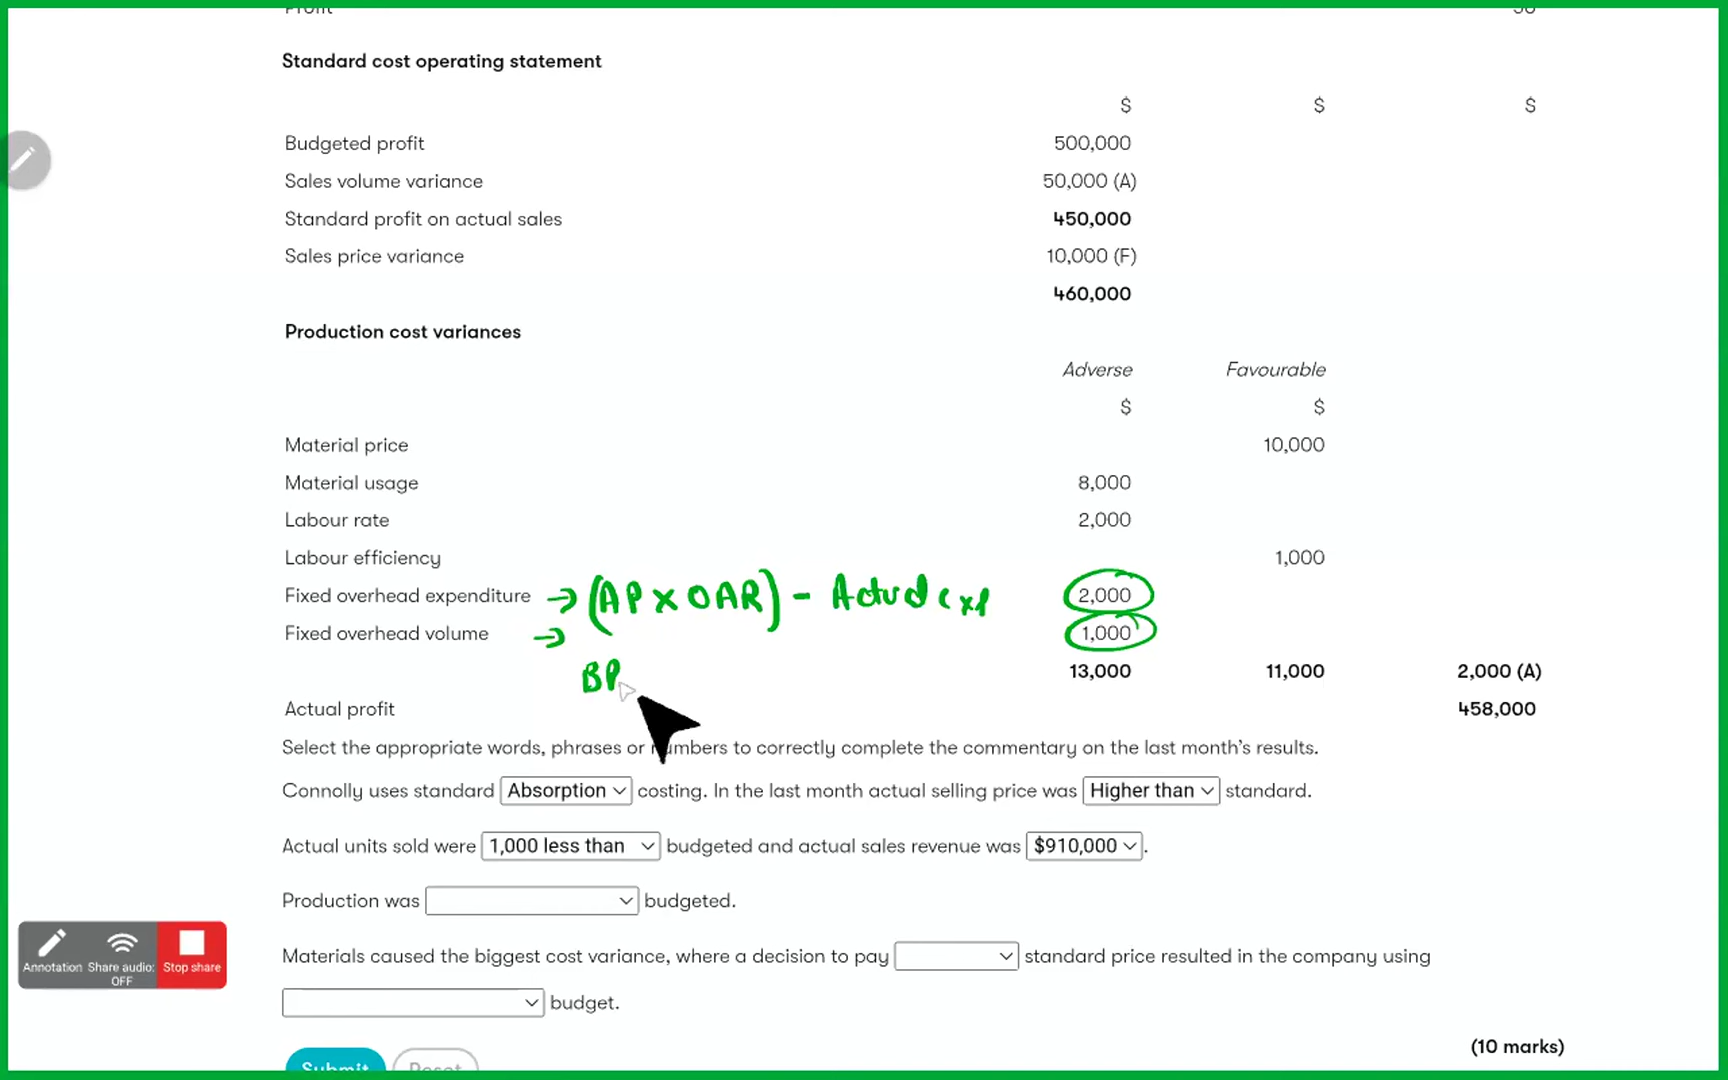 Standard cost operating statement
$ $ $
Budgeted profit 500,000
Sales volume variance 50,000 (A)
Standard profit on actual sales 450,000
Sales price variance 10,000 (F)
460,000
Production cost variances
Adverse Favourable
$ $
Material price 10,000
Material usage 8,000
Labour rate 2,000
Labour efficiency 1,000
Fixed overhead expenditure → (AP x OAR) - Actual exp 2,000
Fixed overhead volume → 1,000
BP
13,000 11,000 2,000 (A)
Actual profit 458,000
Select the appropriate words, phrases or numbers to correctly complete the commentary on the last month's results.
Connolly uses standard Absorption costing. In the last month actual selling price was Higher than standard.
Actual units sold were 1,000 less than budgeted and actual sales revenue was $910,000.
Production was budgeted.
Materials caused the biggest cost variance, where a decision to pay standard price resulted in the company using
budget.
(10 marks)
Submit Reset
Annotation Share audio: OFF Stop share